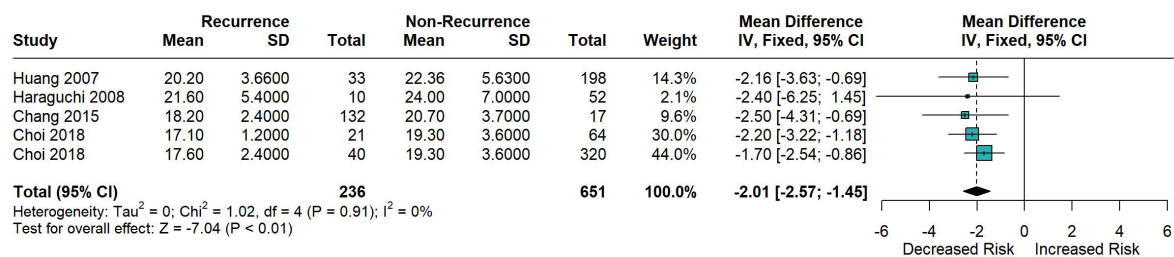 Recurrence Non-Recurrence Mean Difference Mean Difference
Study Mean SD Total Mean SD Total Weight IV, Fixed, 95% CI IV, Fixed, 95% CI
Huang 2007 20.20 3.6600 33 22.36 5.6300 198 14.3% -2.16 [-3.63; -0.69]
Haraguchi 2008 21.60 5.4000 10 24.00 7.0000 52 2.1% -2.40 [-6.25; 1.45]
Chang 2015 18.20 2.4000 132 20.70 3.7000 17 9.6% -2.50 [-4.31; -0.69]
Choi 2018 17.10 1.2000 21 19.30 3.6000 64 30.0% -2.20 [-3.22; -1.18]
Choi 2018 17.60 2.4000 40 19.30 3.6000 320 44.0% -1.70 [-2.54; -0.86]
Total (95% CI) 236 651 100.0% -2.01 [-2.57; -1.45]
Heterogeneity: Tau² = 0; Chi² = 1.02, df = 4 (P = 0.91); I² = 0%
Test for overall effect: Z = -7.04 (P < 0.01)
-6 -4 -2 0 2 4 6
Decreased Risk Increased Risk